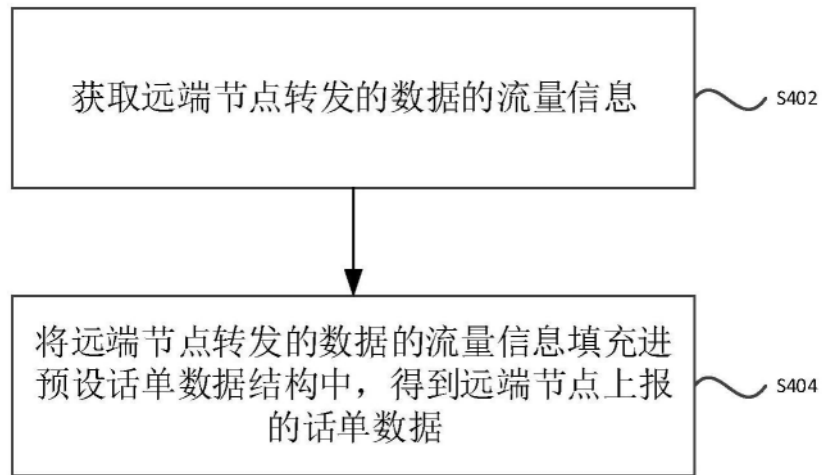 获取远端节点转发的数据的流量信息
S402
将远端节点转发的数据的流量信息填充进
预设话单数据结构中，得到远端节点上报
的话单数据
S404